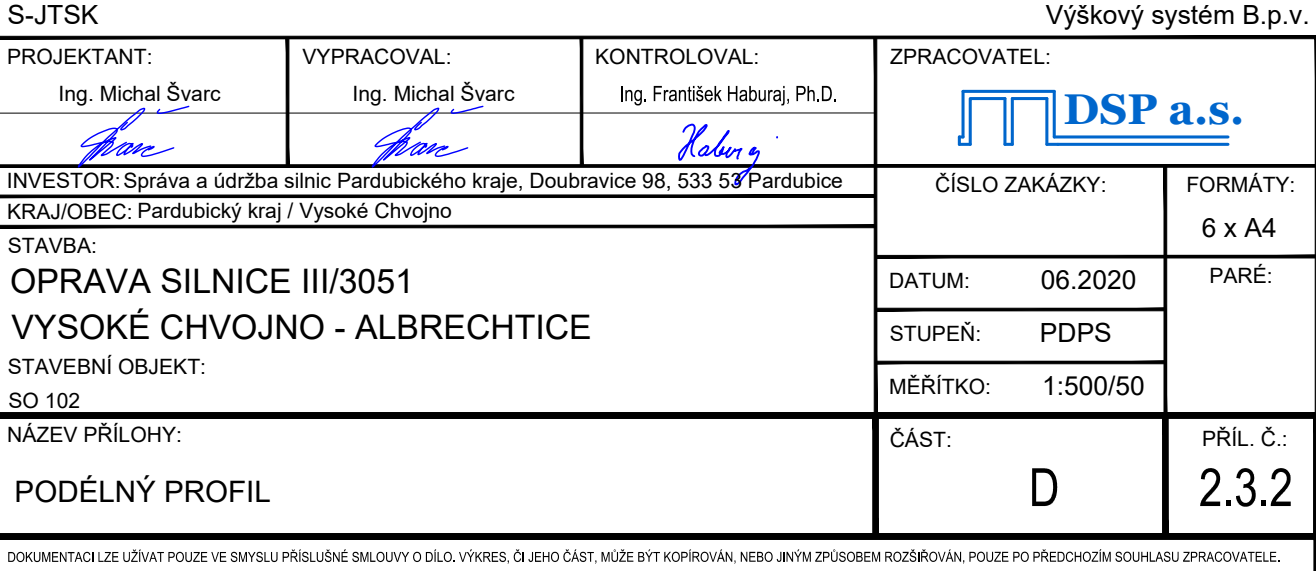 S-JTSK Výškový systém B.p.v.
PROJEKTANT: VYPRACOVAL: KONTROLOVAL: ZPRACOVATEL:
Ing. Michal Švarc Ing. Michal Švarc Ing. František Haburaj, Ph.D.
DSP a.s.
Švarc Švarc Haburaj
INVESTOR: Správa a údržba silnic Pardubického kraje, Doubravice 98, 533 53 Pardubice
KRAJ/OBEC: Pardubický kraj / Vysoké Chvojno
ČÍSLO ZAKÁZKY: FORMÁTY:
6 x A4
STAVBA:
OPRAVA SILNICE III/3051
VYSOKÉ CHVOJNO - ALBRECHTICE
STAVEBNÍ OBJEKT:
SO 102
DATUM: 06.2020 PARÉ:
STUPEŇ: PDPS
MĚŘÍTKO: 1:500/50
NÁZEV PŘÍLOHY:
PODÉLNÝ PROFIL
ČÁST: PŘÍL. Č.:
D 2.3.2
DOKUMENTACI LZE UŽÍVAT POUZE VE SMYSLU PŘÍSLUŠNÉ SMLOUVY O DÍLO. VÝKRES, ČI JEHO ČÁST, MŮŽE BÝT KOPÍROVÁN, NEBO JINÝM ZPŮSOBEM ROZŠIŘOVÁN, POUZE PO PŘEDCHOZÍM SOUHLASU ZPRACOVATELE.